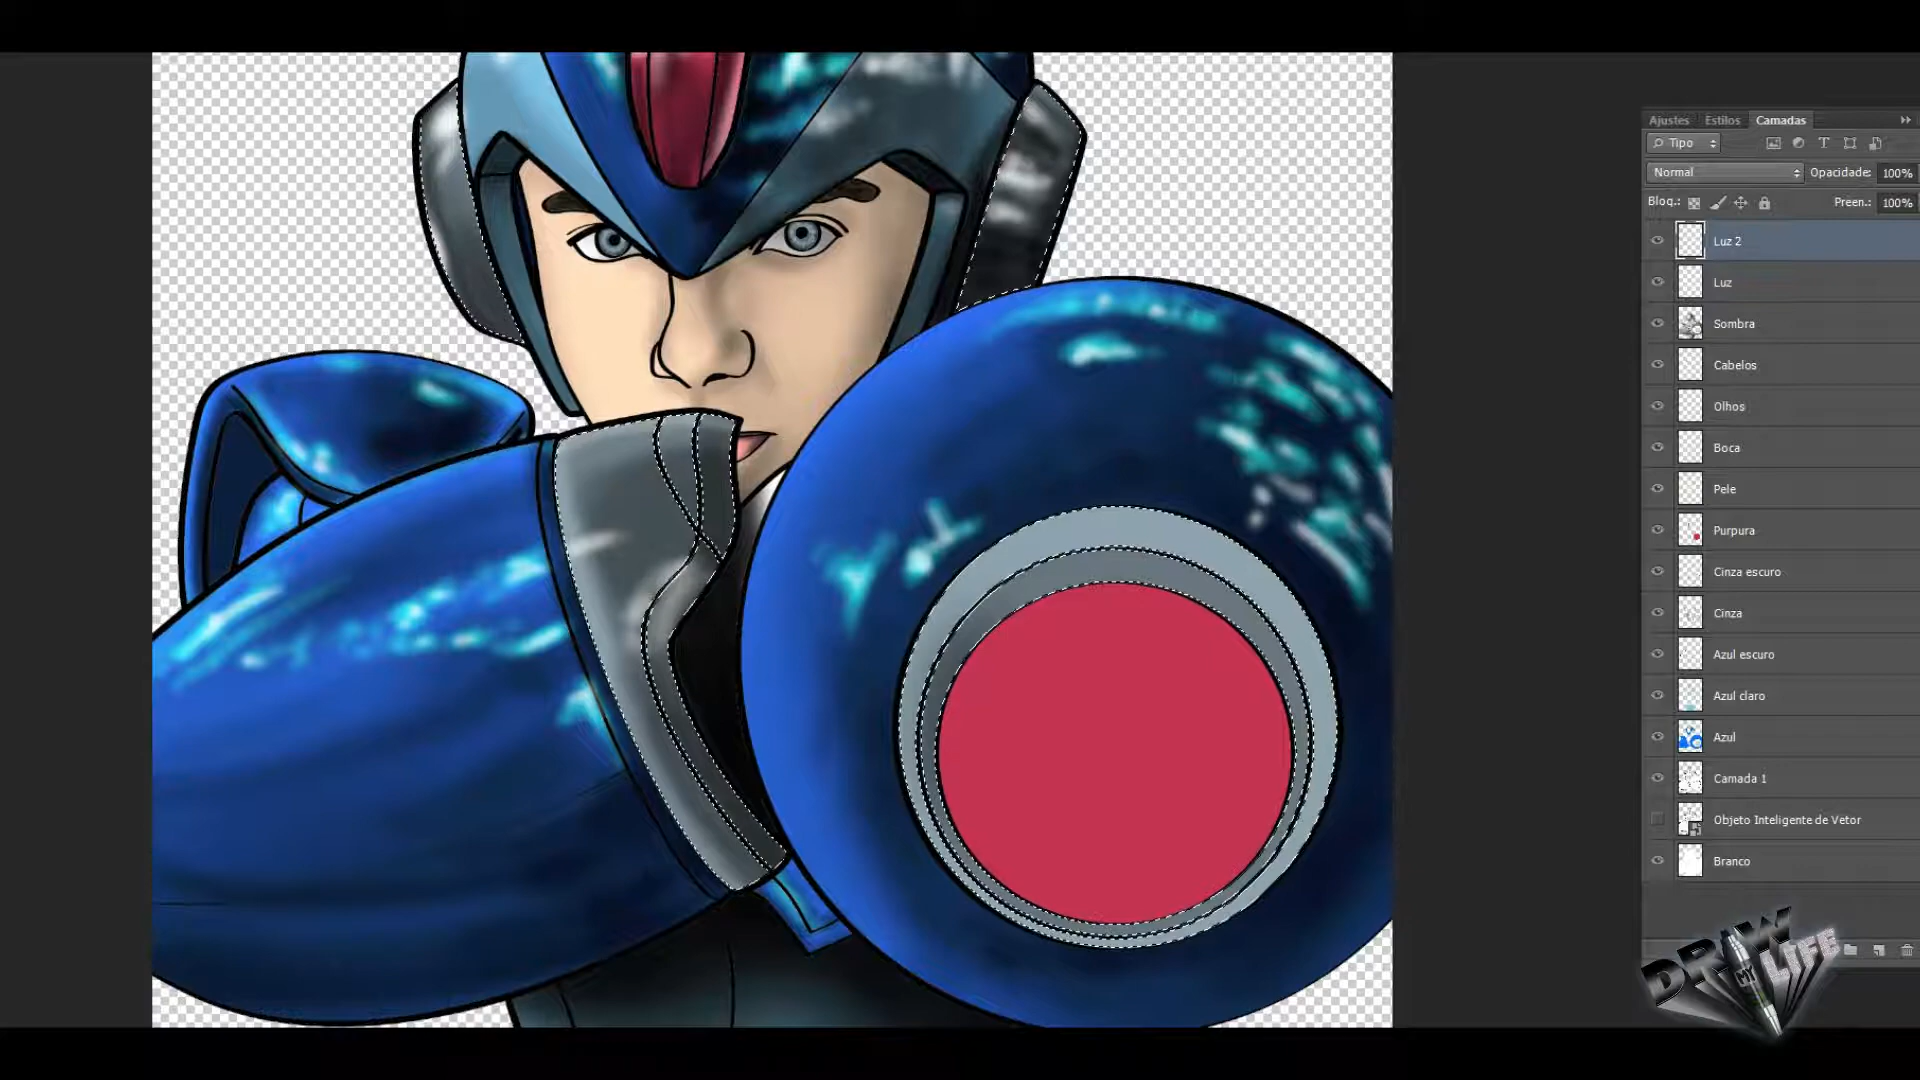 Ajustes Estilos Camadas
Tipo
Normal Opacidade: 100%
Bloq.: Preen.: 100%
Luz 2
Luz
Sombra
Cabelos
Olhos
Boca
Pele
Purpura
Cinza escuro
Cinza
Azul escuro
Azul claro
Azul
Camada 1
Objeto Inteligente de Vetor
Branco
DRAW
MY
LIFE